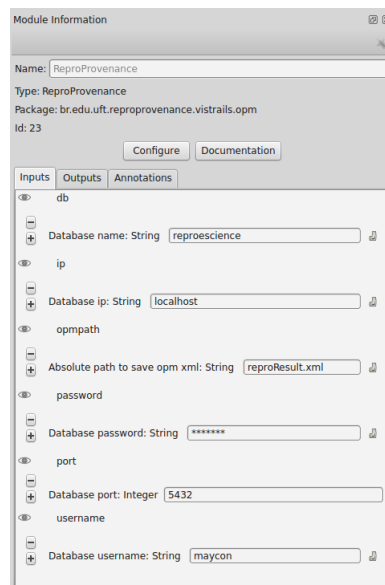 Module Information
Name: ReproProvenance
Type: ReproProvenance
Package: br.edu.uft.reproprovenance.vistrails.opm
Id: 23
Configure Documentation
Inputs Outputs Annotations
db
Database name: String reproescience
ip
Database ip: String localhost
opmpath
Absolute path to save opm xml: String reproResult.xml
password
Database password: String *******
port
Database port: Integer 5432
username
Database username: String maycon